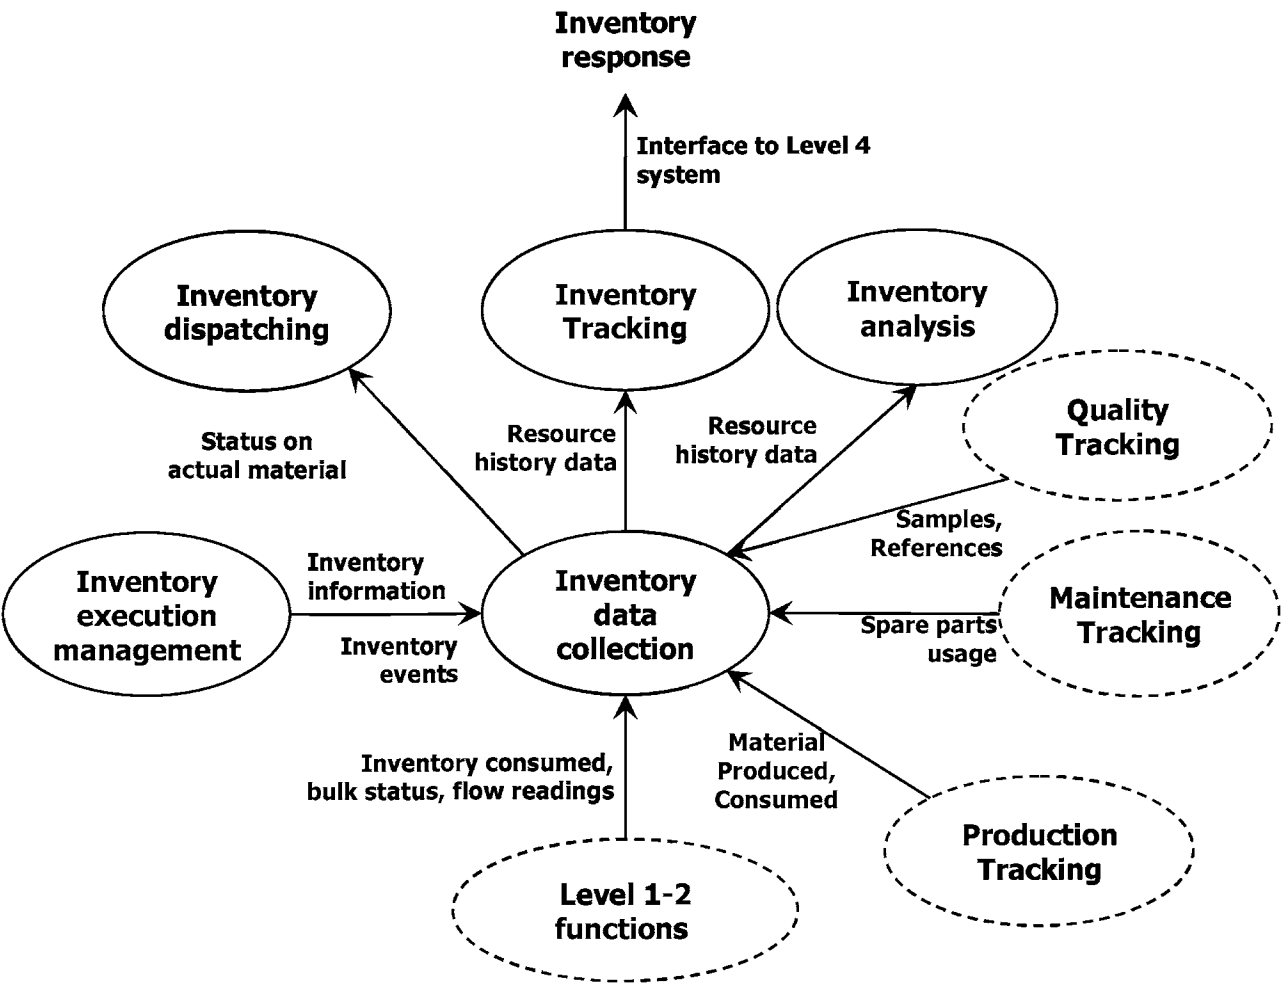 Inventory
response
Interface to Level 4
system
Inventory
dispatching
Inventory
Tracking
Inventory
analysis
Quality
Tracking
Status on
actual material
Resource
history data
Resource
history data
Samples,
References
Inventory
execution
management
Inventory
information
Inventory
events
Inventory
data
collection
Maintenance
Tracking
Spare parts
usage
Inventory consumed,
bulk status, flow readings
Material
Produced,
Consumed
Production
Tracking
Level 1-2
functions